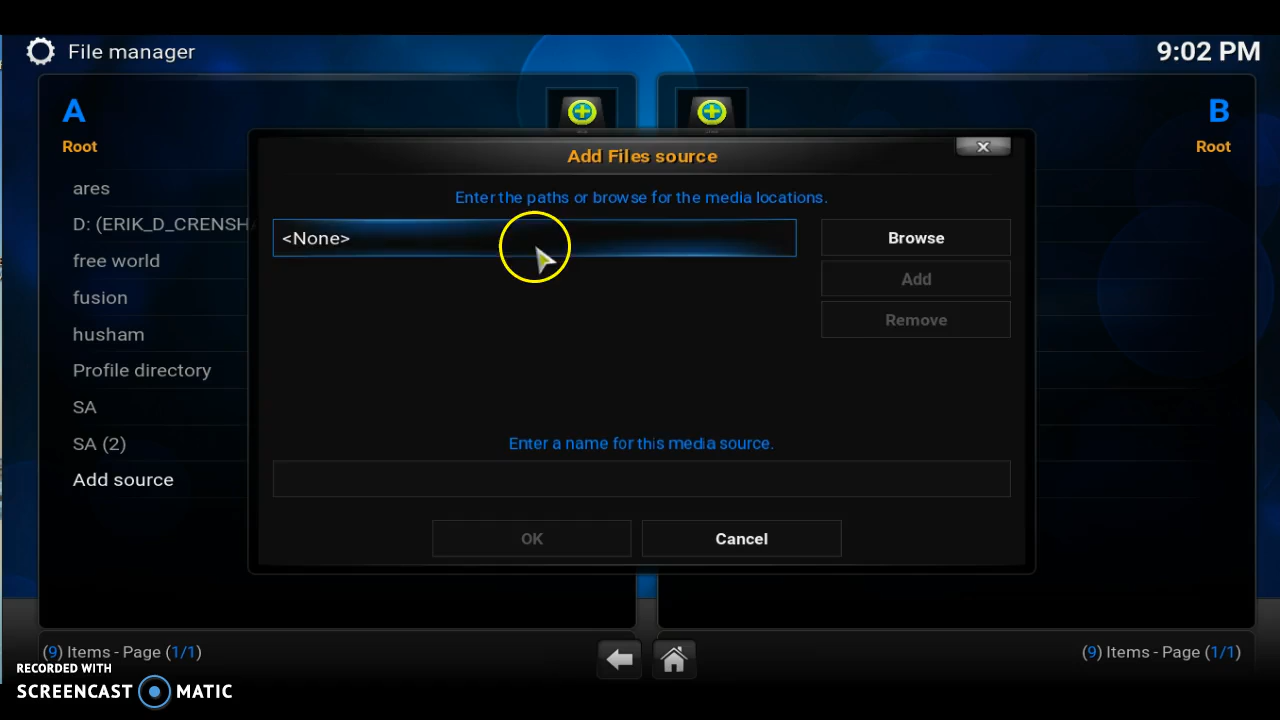 File manager
9:02 PM
A
B
Root
Root
ares
D: (ERIK_D_CRENSH
free world
fusion
husham
Profile directory
SA
SA (2)
Add source
Add Files source
Enter the paths or browse for the media locations.
<None>
Browse
Add
Remove
Enter a name for this media source.
OK
Cancel
(9) Items - Page (1/1)
(9) Items - Page (1/1)
RECORDED WITH
SCREENCAST MATIC